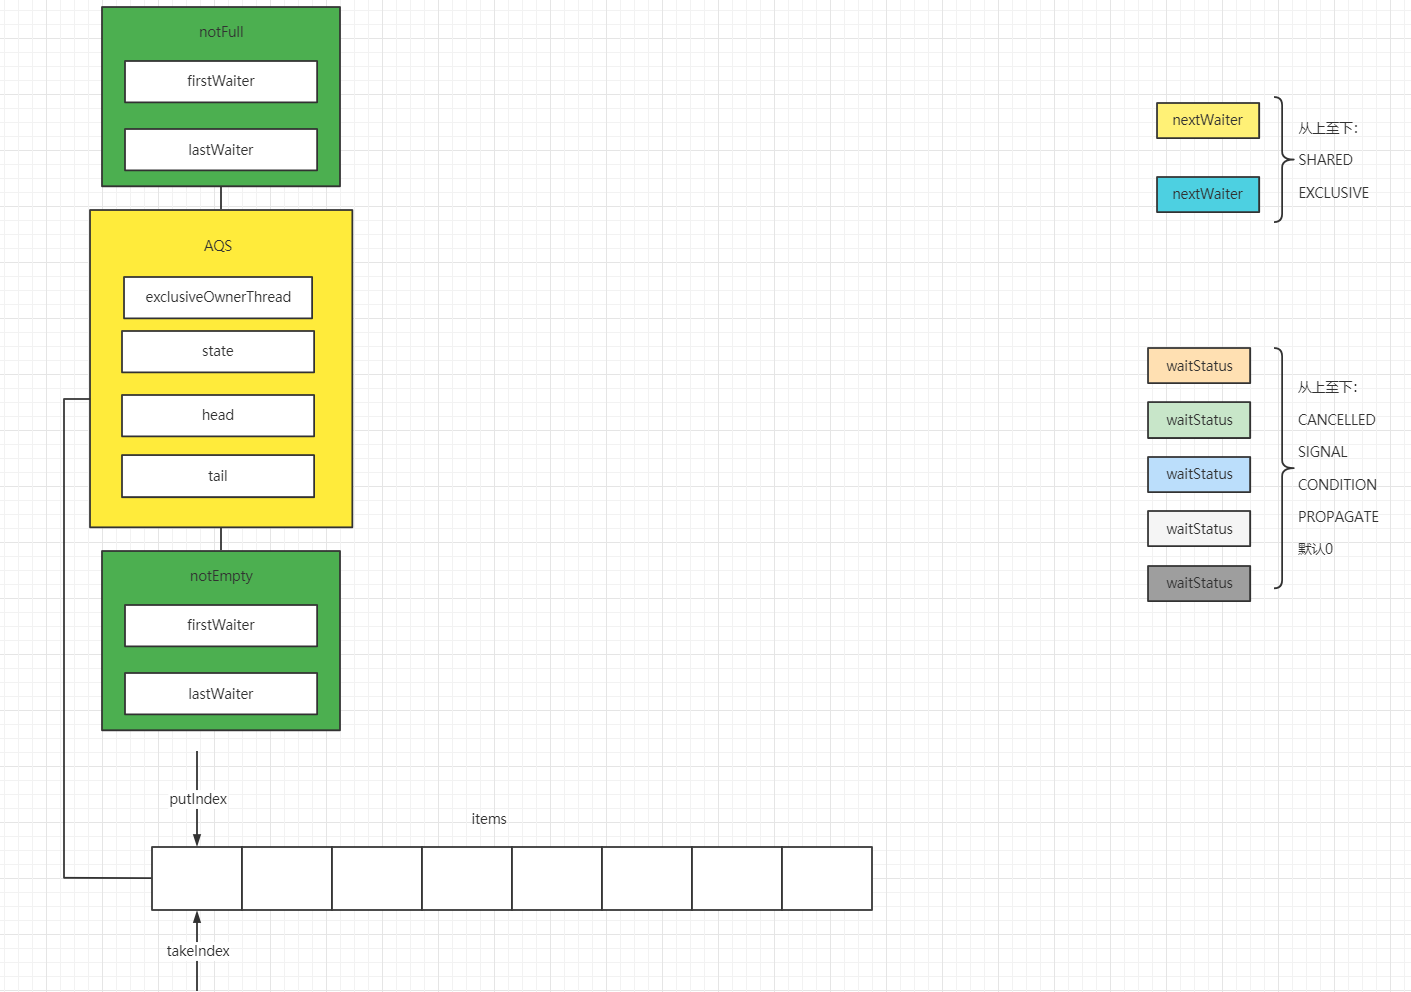 notFull
firstWaiter
lastWaiter
AQS
exclusiveOwnerThread
state
head
tail
notEmpty
firstWaiter
lastWaiter
putIndex
items
takeIndex
nextWaiter
nextWaiter
从上至下：
SHARED
EXCLUSIVE
waitStatus
waitStatus
waitStatus
waitStatus
waitStatus
从上至下：
CANCELLED
SIGNAL
CONDITION
PROPAGATE
默认0